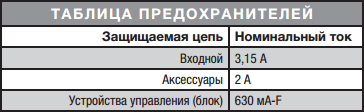 ТАБЛИЦА ПРЕДОХРАНИТЕЛЕЙ
Защищаемая цепь Номинальный ток
Входной 3,15 А
Аксессуары 2 А
Устройства управления (блок) 630 мА-F